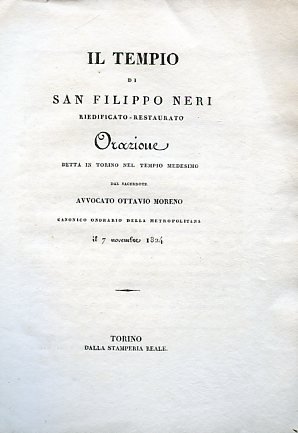 IL TEMPIO
DI
SAN FILIPPO NERI
RIEDIFICATO-RESTAURATO
Orazione
DETTA IN TORINO NEL TEMPIO MEDESIMO
DAL SACERDOTE
AVVOCATO OTTAVIO MORENO
CANONICO ONORARIO DELLA METROPOLITANA
il 7 novembre 1824
TORINO
DALLA STAMPERIA REALE.